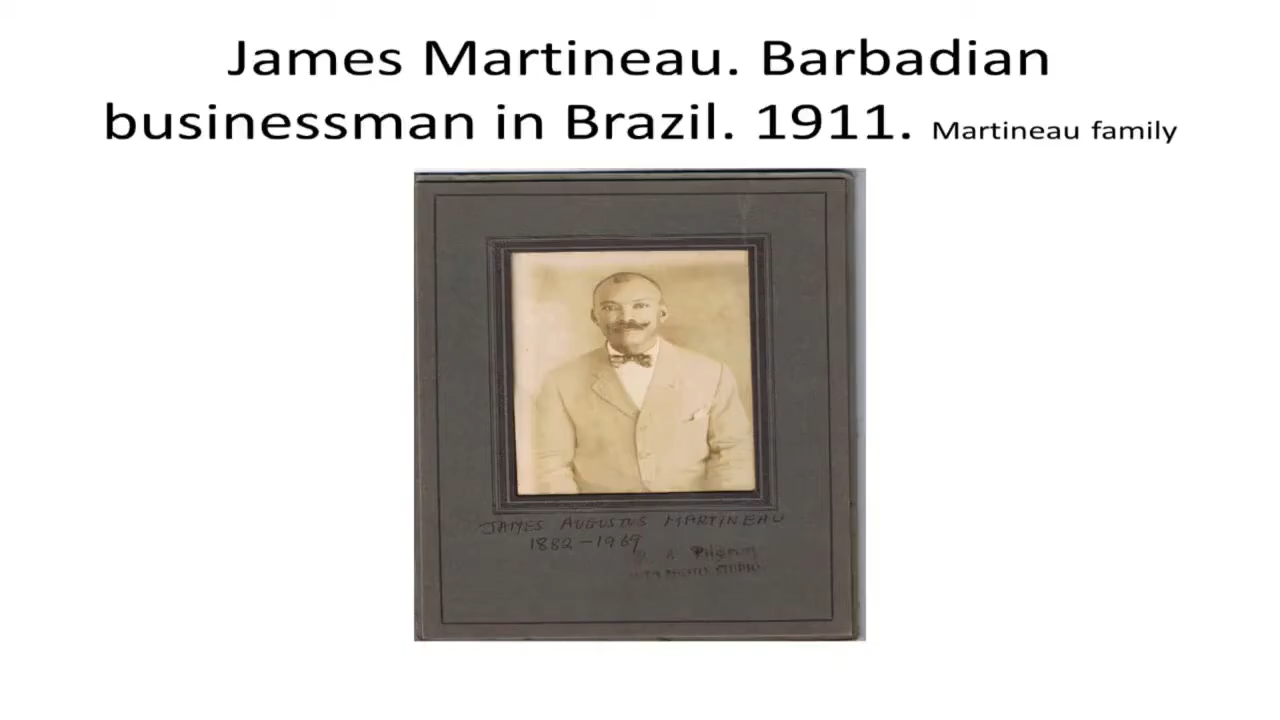 James Martineau. Barbadian
businessman in Brazil. 1911. Martineau family
JAMES AUGUSTUS MARTINEAU
1882-1969